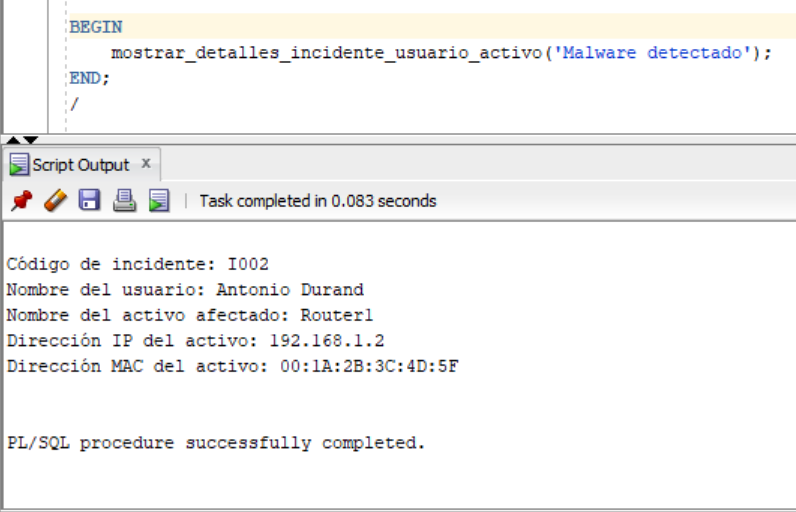 BEGIN
mostrar_detalles_incidente_usuario_activo('Malware detectado');
END;
/
Script Output x
Task completed in 0.083 seconds
Código de incidente: I002
Nombre del usuario: Antonio Durand
Nombre del activo afectado: Router1
Dirección IP del activo: 192.168.1.2
Dirección MAC del activo: 00:1A:2B:3C:4D:5F
PL/SQL procedure successfully completed.